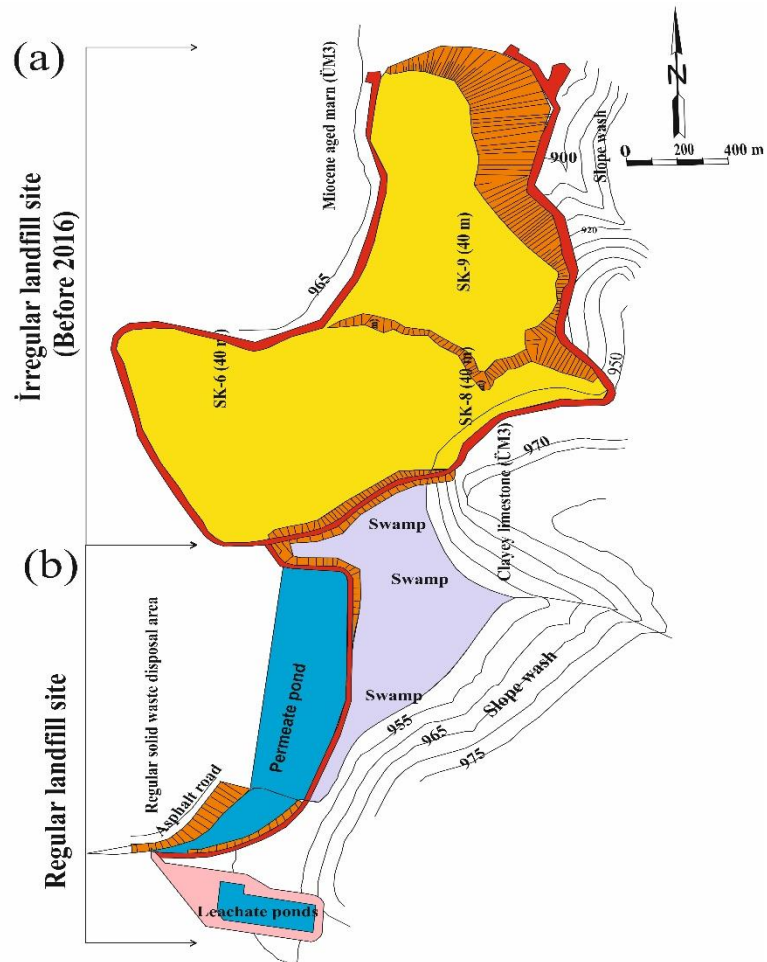 (a)
İrregular landfill site
(Before 2016)
Miocene aged marn (ÜM3)
965
SK-9 (40 m)
SK-6 (40 m)
SK-8 (40 m)
Slope wash
900
920
950
N
0 200 400 m
970
Clayey limestone (ÜM3)
Swamp
Swamp
Swamp
(b)
Regular landfill site
Regular solid waste disposal area
Asphalt road
Permeate pond
Leachate ponds
955
965
975
Slope wash